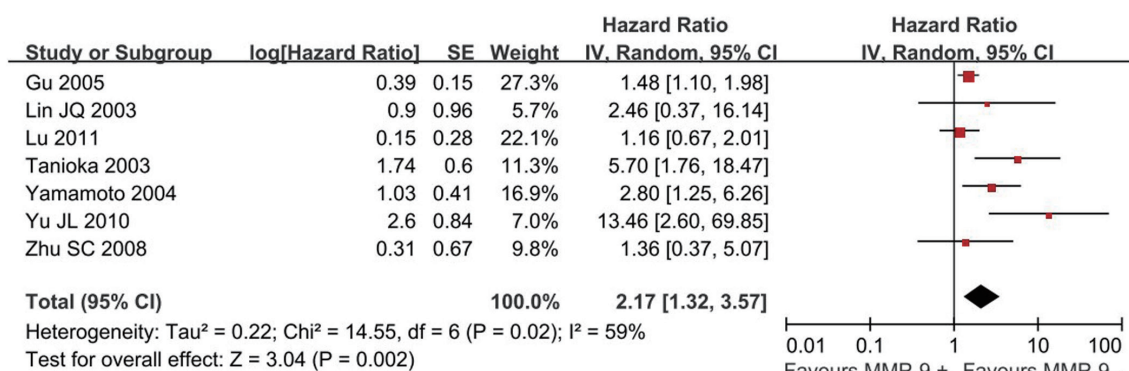 Hazard Ratio Hazard Ratio
Study or Subgroup log[Hazard Ratio] SE Weight IV, Random, 95% CI IV, Random, 95% CI
Gu 2005 0.39 0.15 27.3% 1.48 [1.10, 1.98]
Lin JQ 2003 0.9 0.96 5.7% 2.46 [0.37, 16.14]
Lu 2011 0.15 0.28 22.1% 1.16 [0.67, 2.01]
Tanioka 2003 1.74 0.6 11.3% 5.70 [1.76, 18.47]
Yamamoto 2004 1.03 0.41 16.9% 2.80 [1.25, 6.26]
Yu JL 2010 2.6 0.84 7.0% 13.46 [2.60, 69.85]
Zhu SC 2008 0.31 0.67 9.8% 1.36 [0.37, 5.07]
Total (95% CI) 100.0% 2.17 [1.32, 3.57]
Heterogeneity: Tau² = 0.22; Chi² = 14.55, df = 6 (P = 0.02); I² = 59%
Test for overall effect: Z = 3.04 (P = 0.002)
0.01 0.1 1 10 100
Favours MMP-9 + Favours MMP-9 -